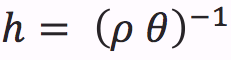 h = (ρ θ)⁻¹